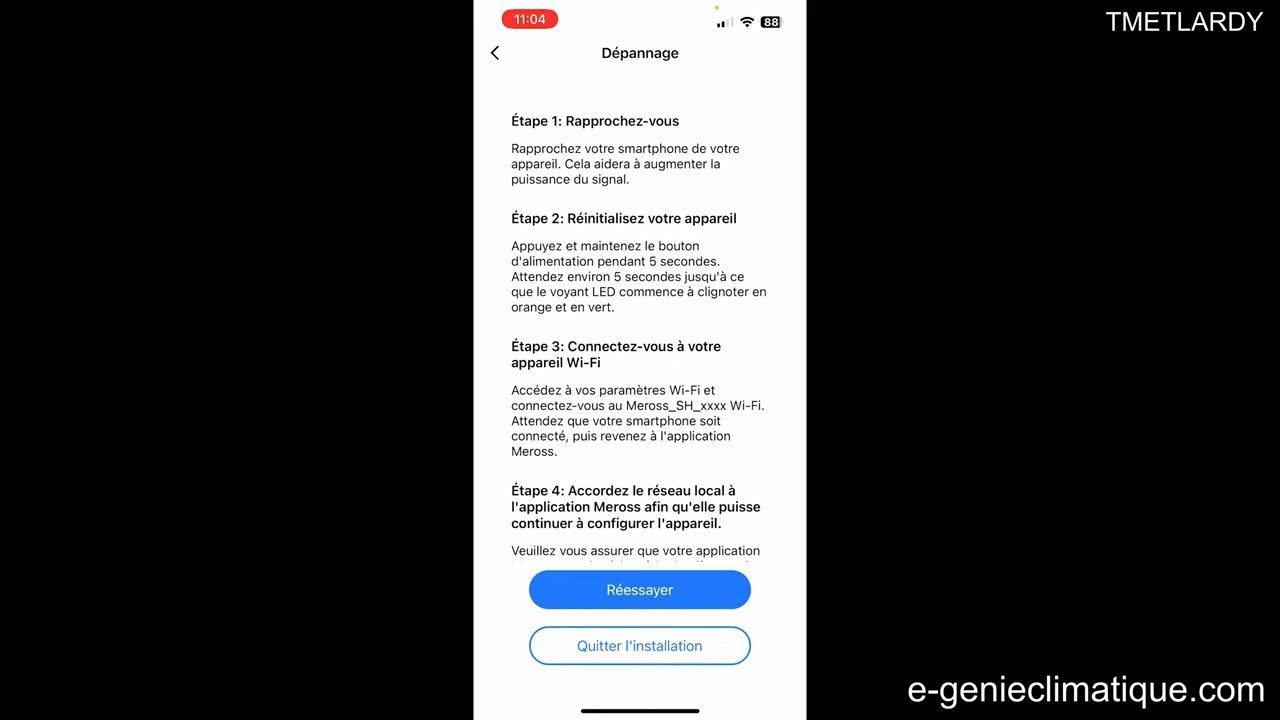 TMETLARDY
11:04
88
Dépannage
Étape 1: Rapprochez-vous
Rapprochez votre smartphone de votre
appareil. Cela aidera à augmenter la
puissance du signal.
Étape 2: Réinitialisez votre appareil
Appuyez et maintenez le bouton
d'alimentation pendant 5 secondes.
Attendez environ 5 secondes jusqu'à ce
que le voyant LED commence à clignoter en
orange et en vert.
Étape 3: Connectez-vous à votre
appareil Wi-Fi
Accédez à vos paramètres Wi-Fi et
connectez-vous au Meross_SH_xxxx Wi-Fi.
Attendez que votre smartphone soit
connecté, puis revenez à l'application
Meross.
Étape 4: Accordez le réseau local à
l'application Meross afin qu'elle puisse
continuer à configurer l'appareil.
Veuillez vous assurer que votre application
Réessayer
Quitter l'installation
e-genieclimatique.com